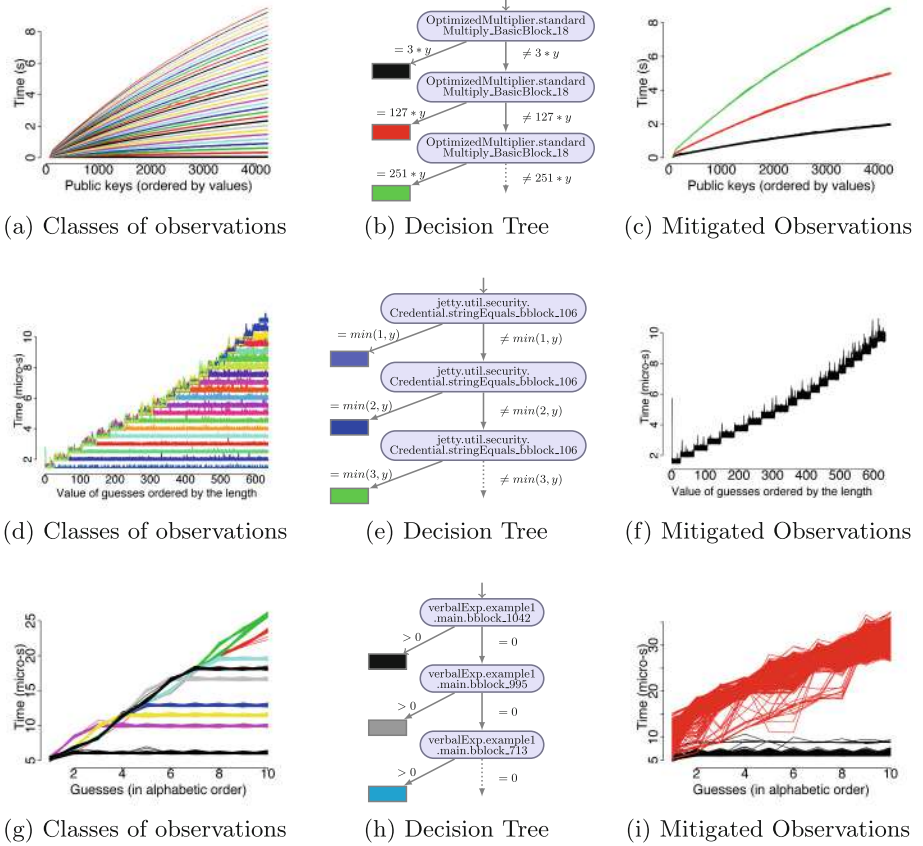 Time (s)
0 2 4 6 8
0 1000 2000 3000 4000
Public keys (ordered by values)
(a) Classes of observations
OptimizedMultiplier.standard
Multiply_BasicBlock_18
= 3 * y
≠ 3 * y
OptimizedMultiplier.standard
Multiply_BasicBlock_18
= 127 * y
≠ 127 * y
OptimizedMultiplier.standard
Multiply_BasicBlock_18
= 251 * y
≠ 251 * y
(b) Decision Tree
Time (s)
0 2 4 6 8
0 1000 2000 3000 4000
Public keys (ordered by values)
(c) Mitigated Observations
Time (micro-s)
2 4 6 8 10
0 100 200 300 400 500 600
Value of guesses ordered by the length
(d) Classes of observations
jetty.util.security.
Credential.stringEquals_bblock_106
= min(1, y)
≠ min(1, y)
jetty.util.security.
Credential.stringEquals_bblock_106
= min(2, y)
≠ min(2, y)
jetty.util.security.
Credential.stringEquals_bblock_106
= min(3, y)
≠ min(3, y)
(e) Decision Tree
Time (micro-s)
2 4 6 8 10
0 100 200 300 400 500 600
Value of guesses ordered by the length
(f) Mitigated Observations
Time (micro-s)
5 10 15 20 25
2 4 6 8 10
Guesses (in alphabetic order)
(g) Classes of observations
verbalExp.example1
.main.bblock_1042
> 0
= 0
verbalExp.example1
.main.bblock_995
> 0
= 0
verbalExp.example1
.main.bblock_713
> 0
= 0
(h) Decision Tree
Time (micro-s)
5 10 20 30
2 4 6 8 10
Guesses (in alphabetic order)
(i) Mitigated Observations